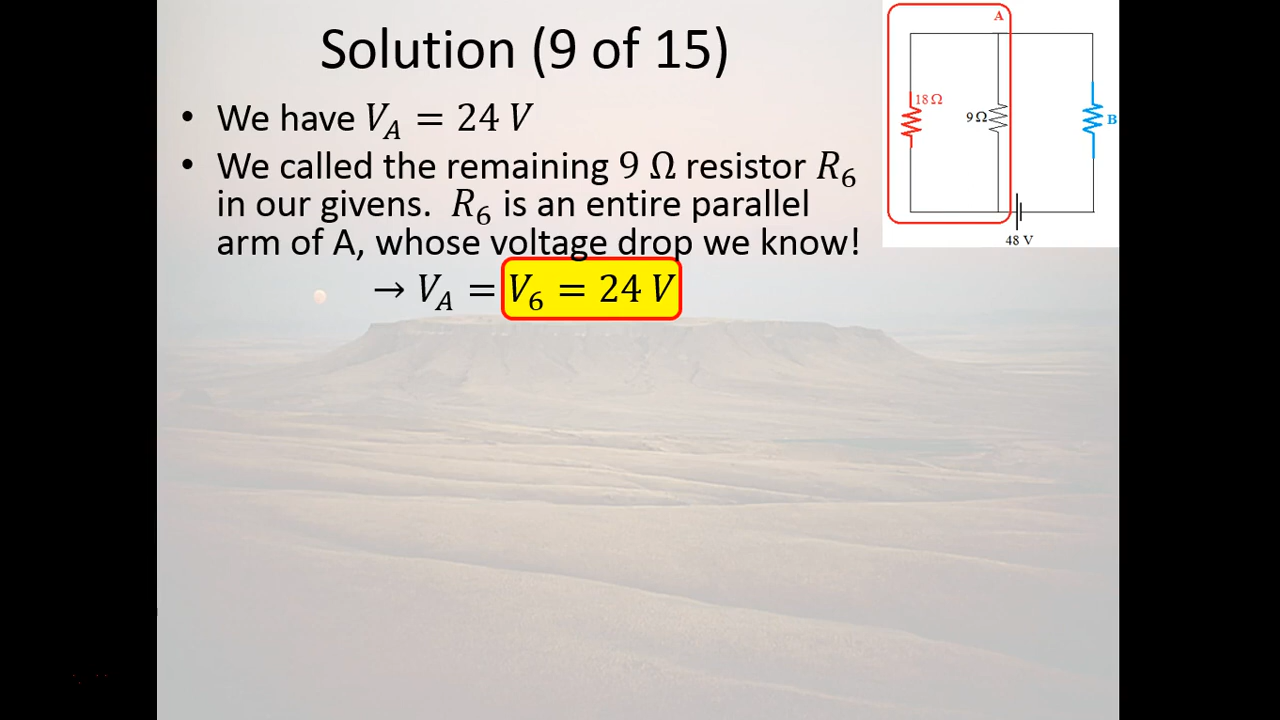 Solution (9 of 15)
• We have V_A = 24 V
• We called the remaining 9 Ω resistor R_6
in our givens. R_6 is an entire parallel
arm of A, whose voltage drop we know!
→ V_A = V_6 = 24 V
A
18 Ω
9 Ω
B
48 V